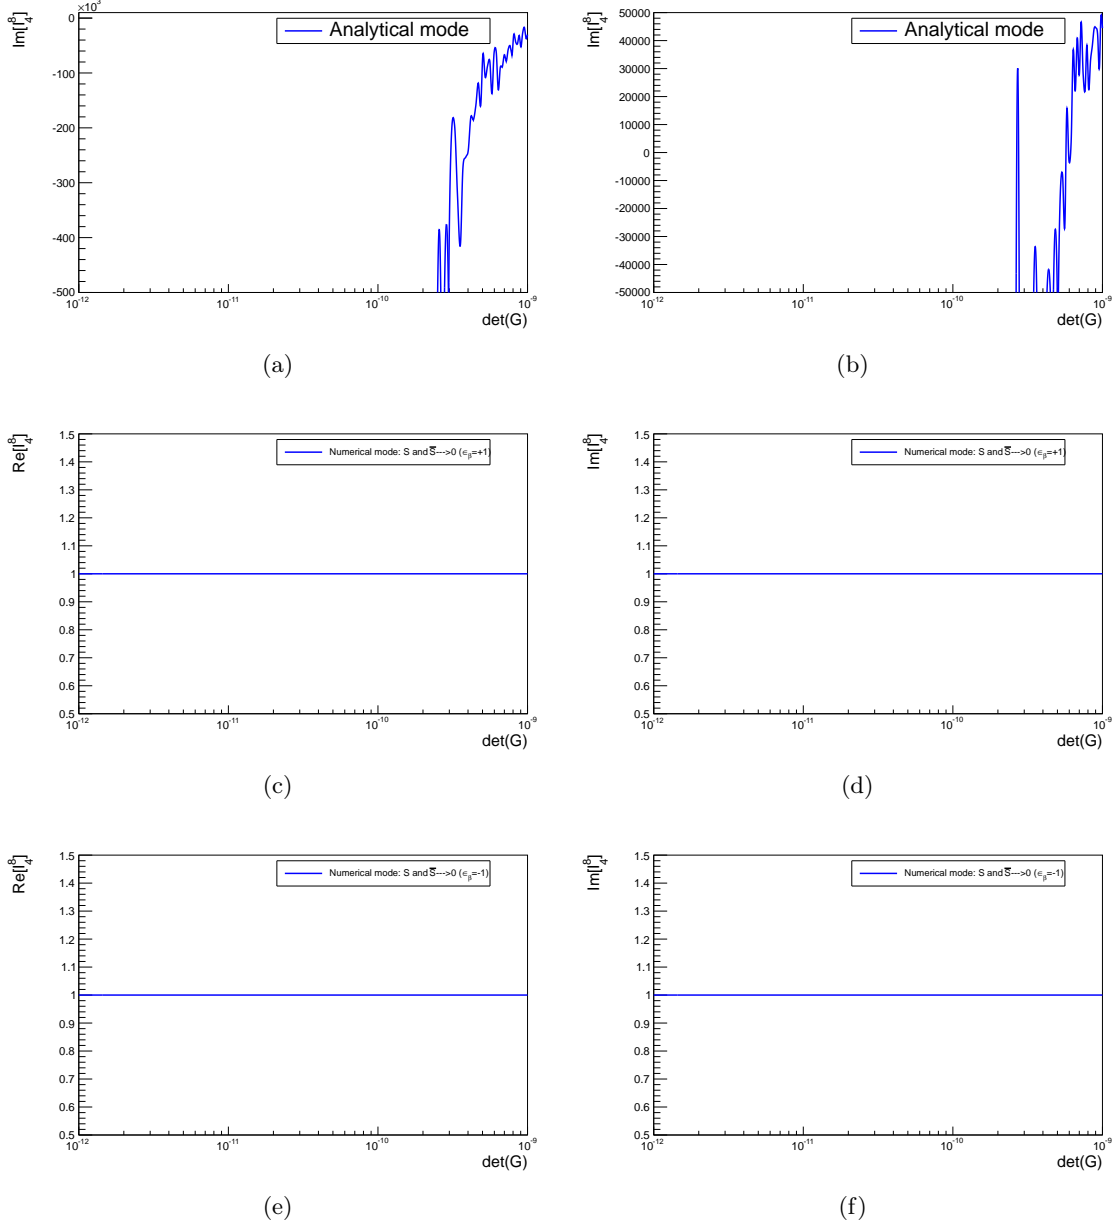 ×10³
Im[I₄⁸]
Analytical mode
0
-100
-200
-300
-400
-500
10⁻¹² 10⁻¹¹ 10⁻¹⁰ 10⁻⁹
det(G)
(a)
Im[I₄⁸]
Analytical mode
50000
40000
30000
20000
10000
0
-10000
-20000
-30000
-40000
-50000
10⁻¹² 10⁻¹¹ 10⁻¹⁰ 10⁻⁹
det(G)
(b)
Re[I₄⁸]
Numerical mode: S and S̅--->0 (ϵᵦ=+1)
1.5
1.4
1.3
1.2
1.1
1
0.9
0.8
0.7
0.6
0.5
10⁻¹² 10⁻¹¹ 10⁻¹⁰ 10⁻⁹
det(G)
(c)
Im[I₄⁸]
Numerical mode: S and S̅--->0 (ϵᵦ=+1)
1.5
1.4
1.3
1.2
1.1
1
0.9
0.8
0.7
0.6
0.5
10⁻¹² 10⁻¹¹ 10⁻¹⁰ 10⁻⁹
det(G)
(d)
Re[I₄⁸]
Numerical mode: S and S̅--->0 (ϵᵦ=-1)
1.5
1.4
1.3
1.2
1.1
1
0.9
0.8
0.7
0.6
0.5
10⁻¹² 10⁻¹¹ 10⁻¹⁰ 10⁻⁹
det(G)
(e)
Im[I₄⁸]
Numerical mode: S and S̅--->0 (ϵᵦ=-1)
1.5
1.4
1.3
1.2
1.1
1
0.9
0.8
0.7
0.6
0.5
10⁻¹² 10⁻¹¹ 10⁻¹⁰ 10⁻⁹
det(G)
(f)